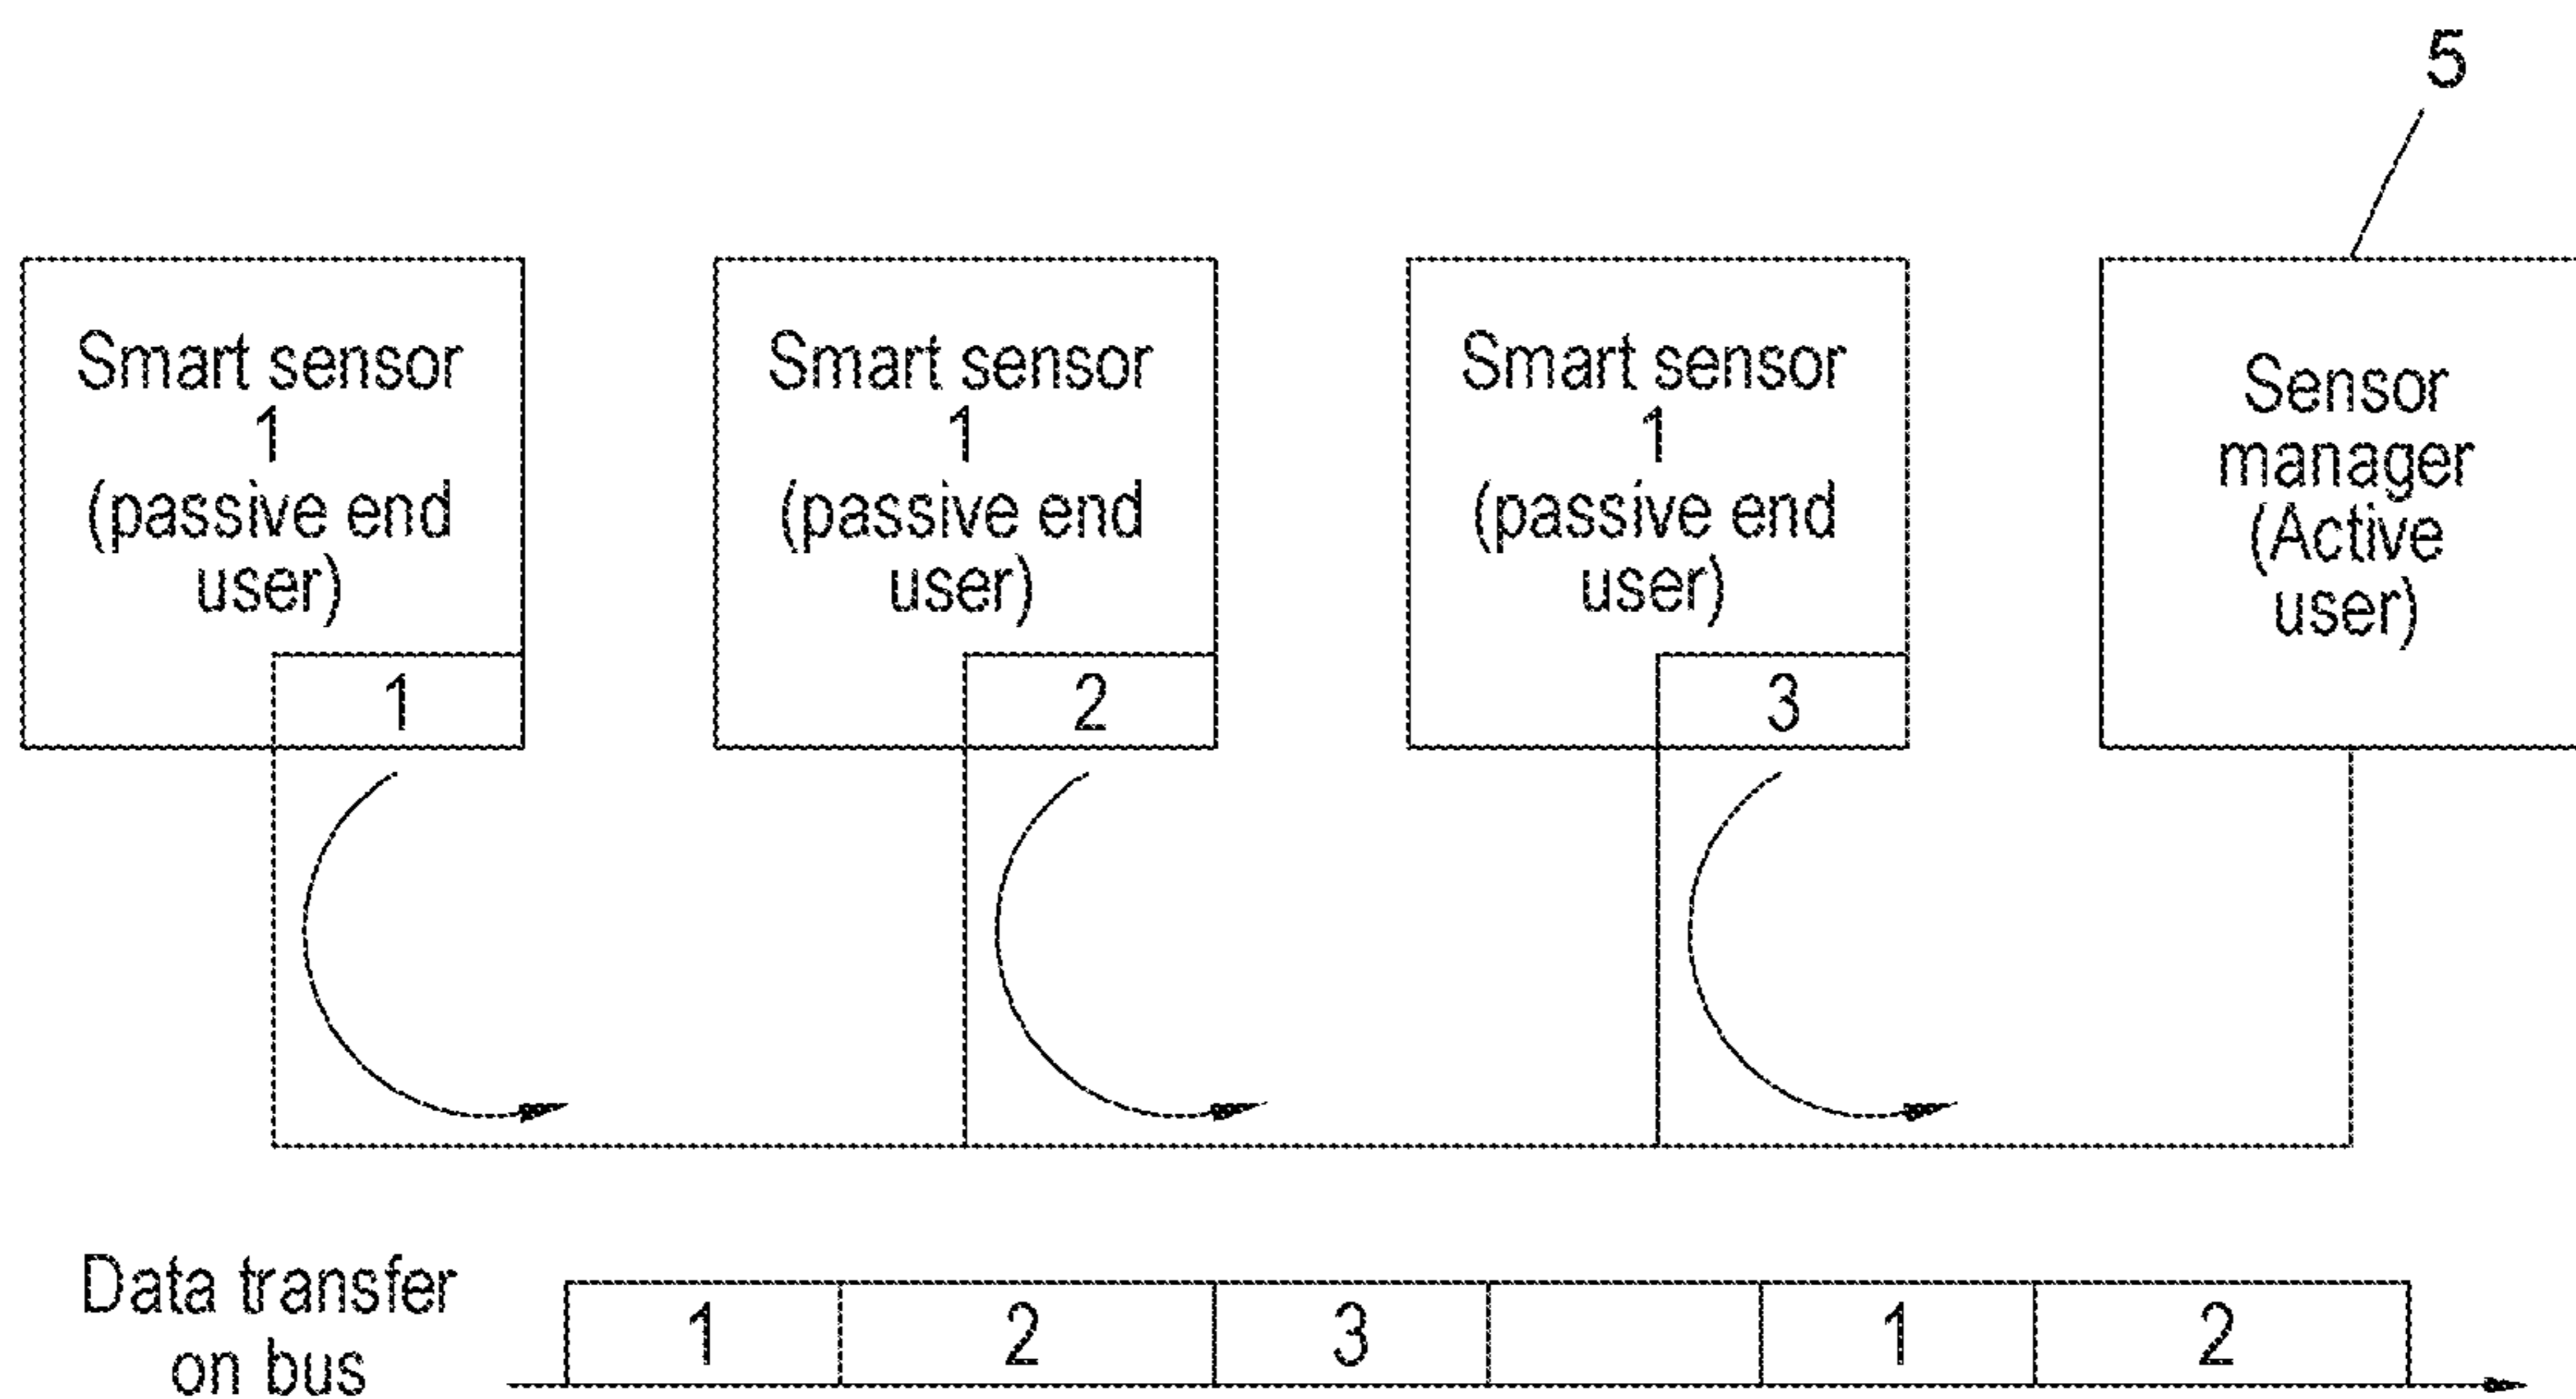 5
Smart sensor
1
(passive end
user)
1
Smart sensor
1
(passive end
user)
2
Smart sensor
1
(passive end
user)
3
Sensor
manager
(Active
user)
Data transfer
on bus
1 2 3 1 2